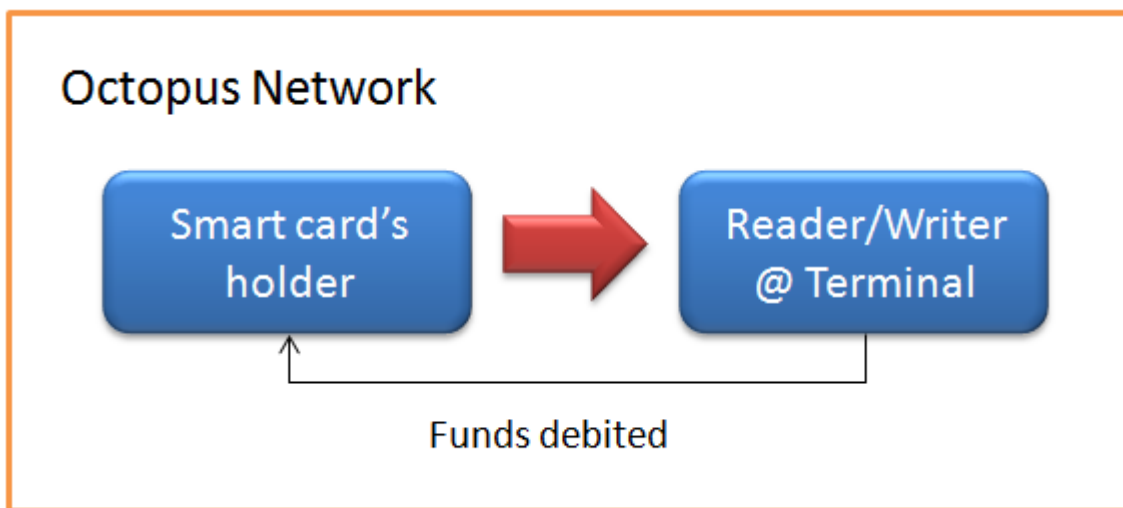 Octopus Network
Smart card’s
holder
Reader/Writer
@ Terminal
Funds debited